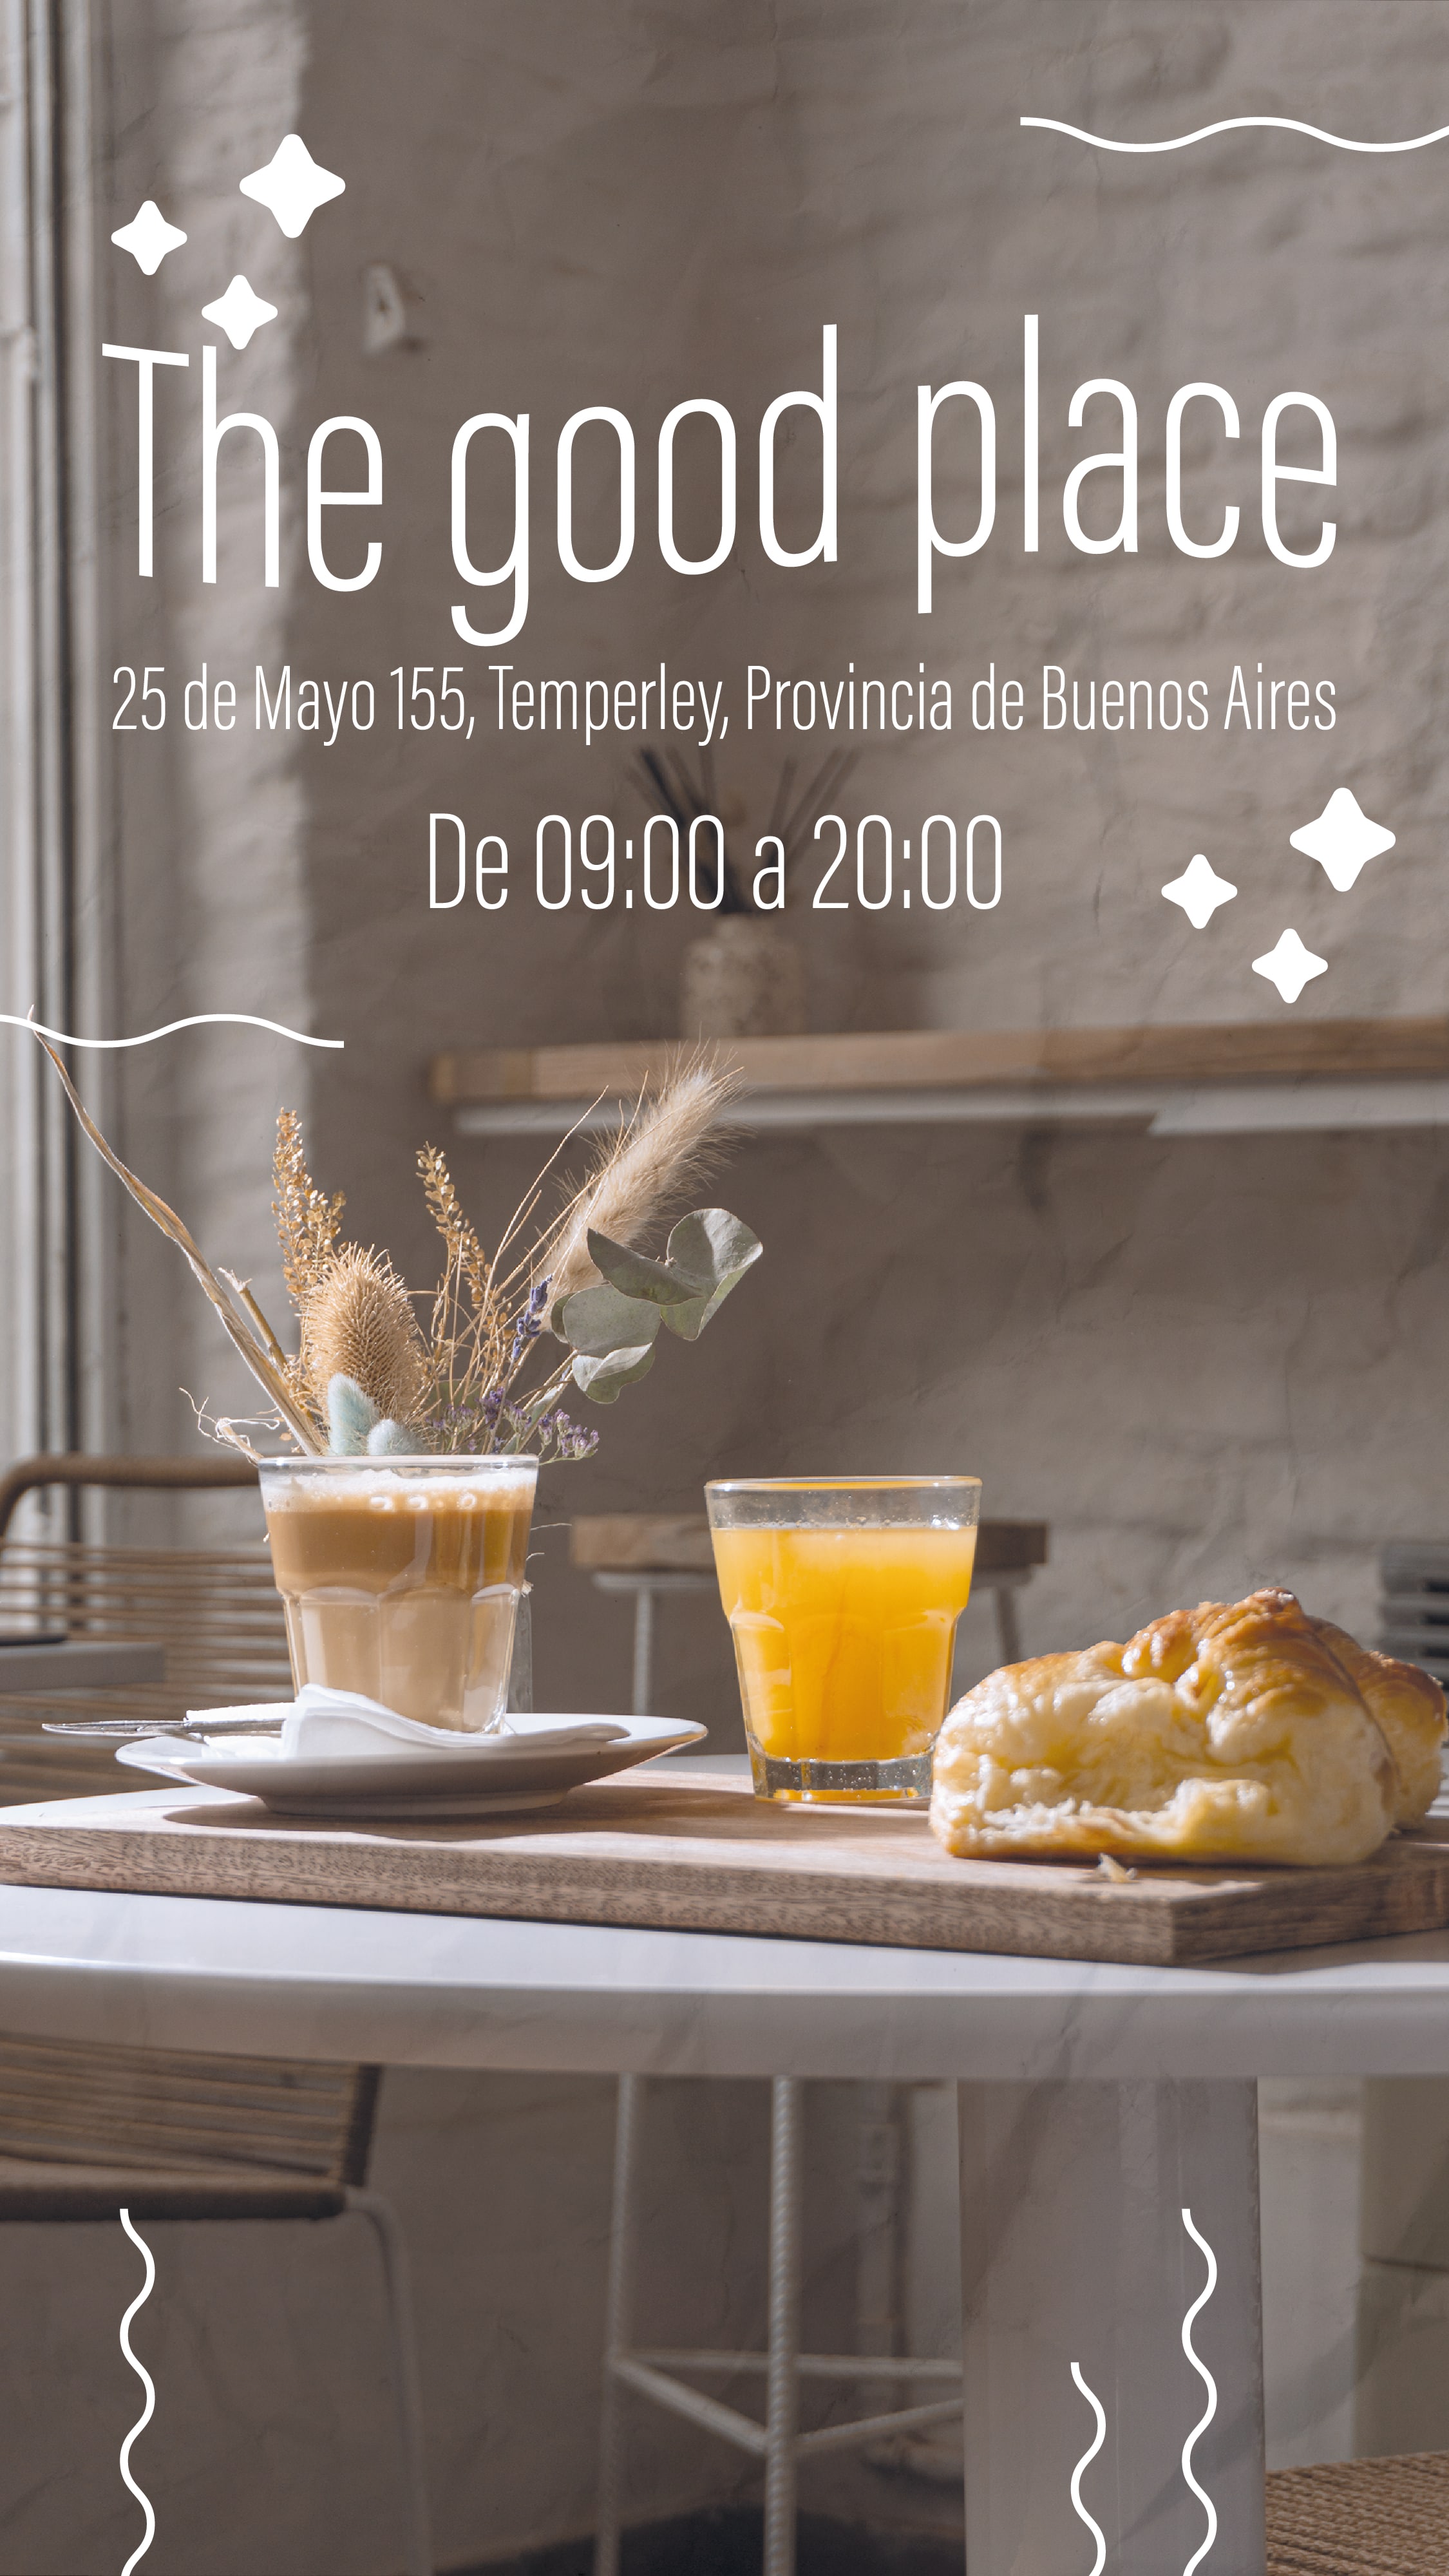 The good place
25 de Mayo 155, Temperley, Provincia de Buenos Aires
De 09:00 a 20:00